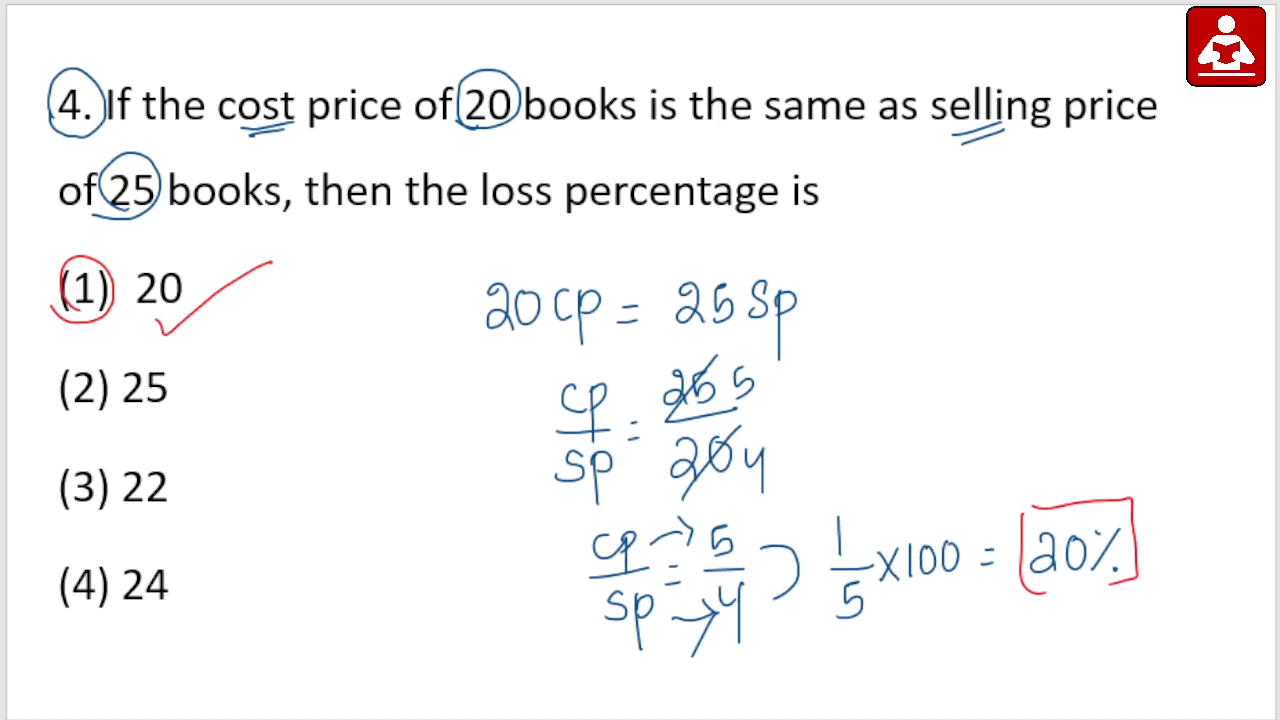 4. If the cost price of 20 books is the same as selling price
of 25 books, then the loss percentage is
(1) 20
(2) 25
(3) 22
(4) 24
20 CP = 25 SP
CP/SP = 25 5/20 4
CP/SP = 5/4
1/5 × 100 = 20%